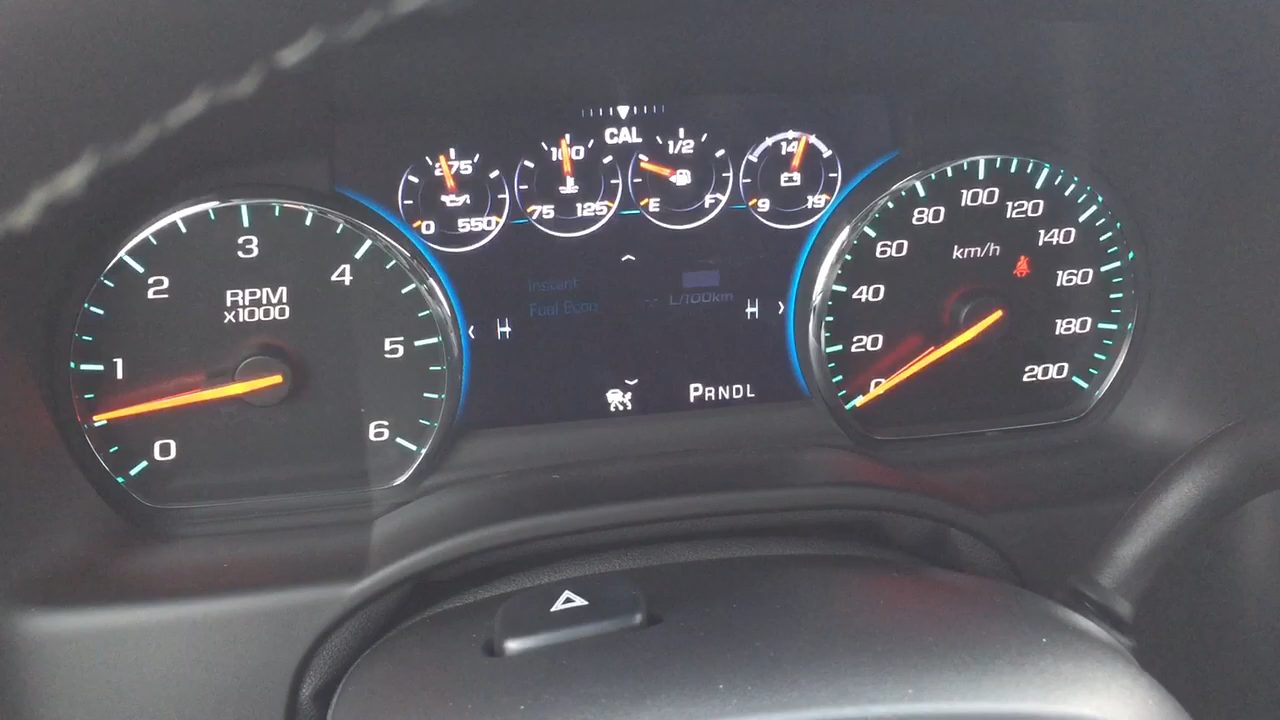 CAL
275
0 550
100
75 125
1/2
E F
14
9 19
0
1
2
3
4
5
6
RPM
x1000
Instant
Fuel Econ
-- L/100km
PRNDL
0
20
40
60
80
100
120
140
160
180
200
km/h